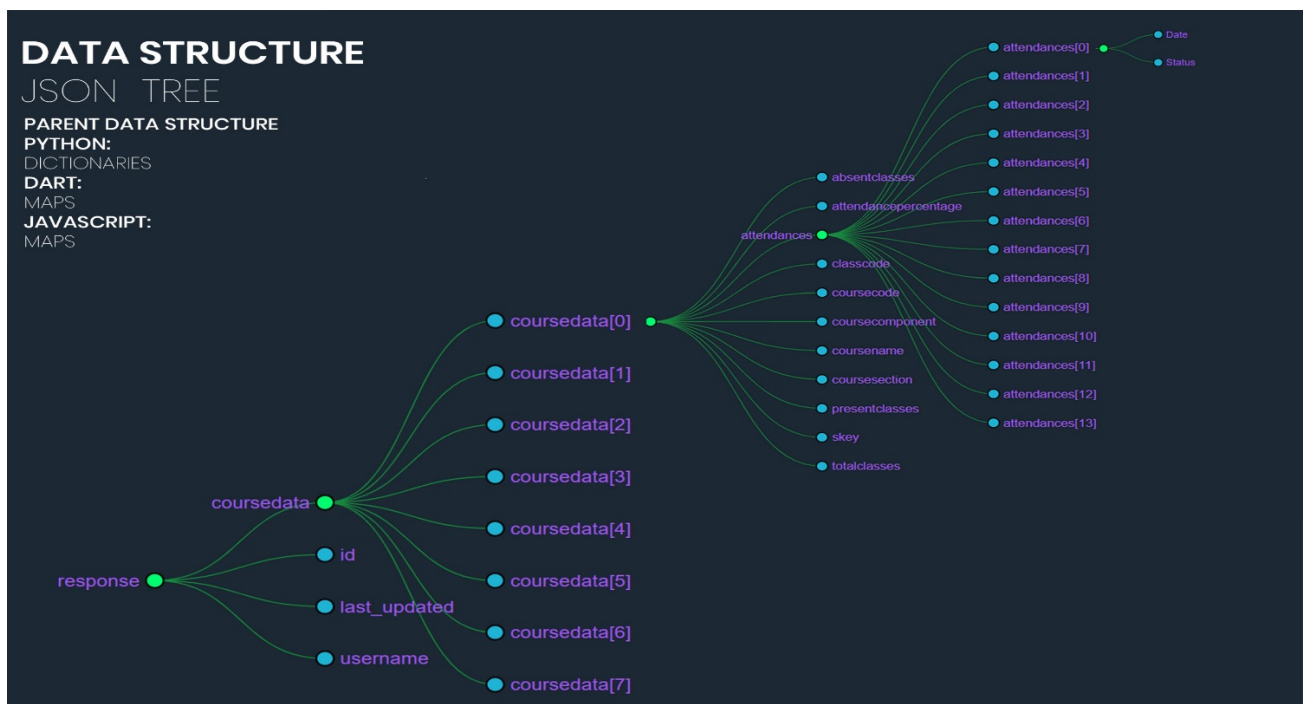 DATA STRUCTURE
JSON TREE
PARENT DATA STRUCTURE
PYTHON:
DICTIONARIES
DART:
MAPS
JAVASCRIPT:
MAPS
response
coursedata
id
last_updated
username
coursedata[0]
coursedata[1]
coursedata[2]
coursedata[3]
coursedata[4]
coursedata[5]
coursedata[6]
coursedata[7]
absentclasses
attendancepercentage
attendances
classcode
coursecode
coursecomponent
coursename
coursesection
presentclasses
skey
totalclasses
attendances[0]
attendances[1]
attendances[2]
attendances[3]
attendances[4]
attendances[5]
attendances[6]
attendances[7]
attendances[8]
attendances[9]
attendances[10]
attendances[11]
attendances[12]
attendances[13]
Date
Status